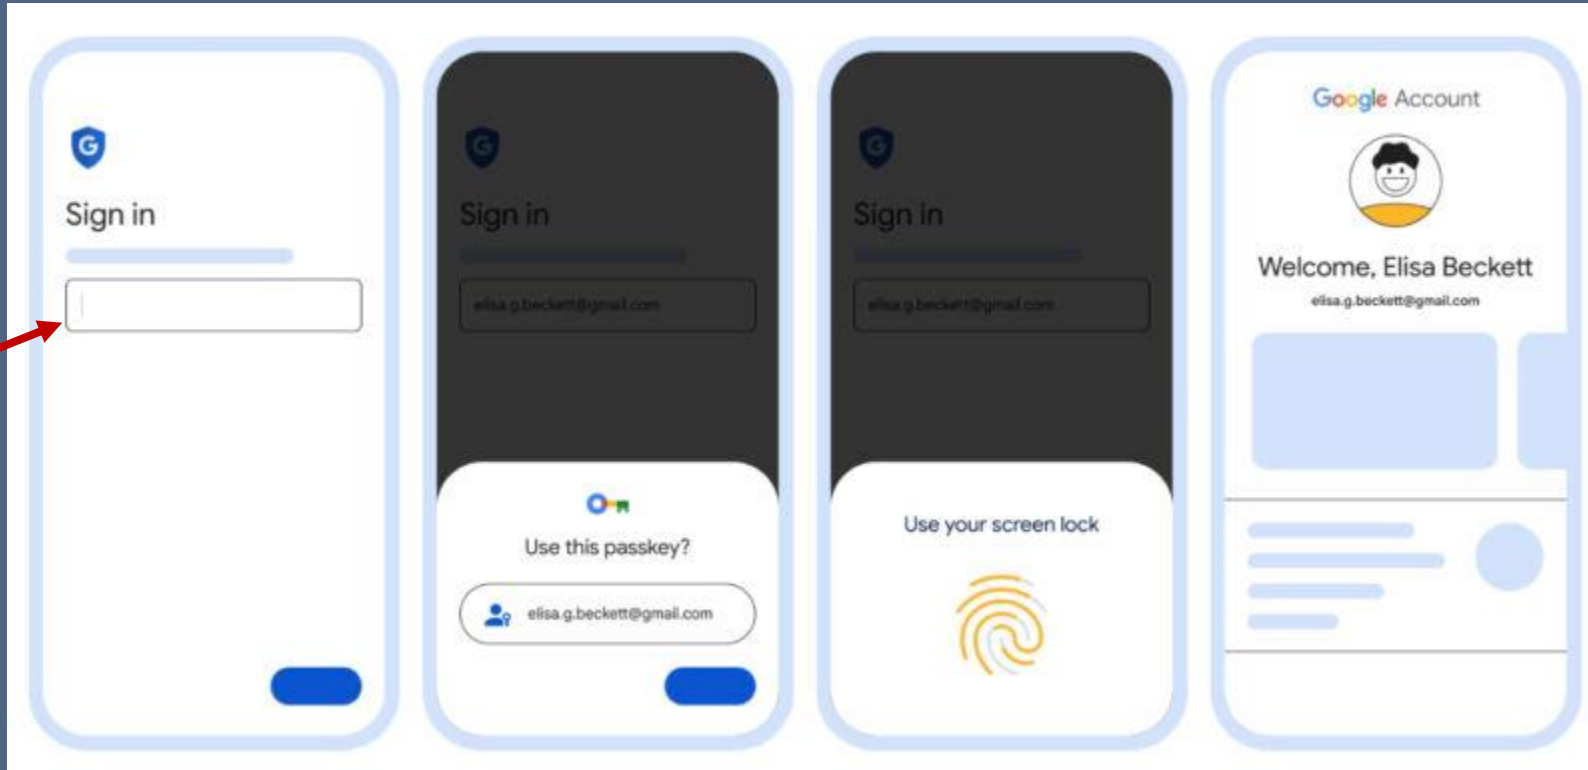 G
Sign in
G
Sign in
elisa.g.beckett@gmail.com
Use this passkey?
elisa.g.beckett@gmail.com
G
Sign in
elisa.g.beckett@gmail.com
Use your screen lock
Google Account
Welcome, Elisa Beckett
elisa.g.beckett@gmail.com